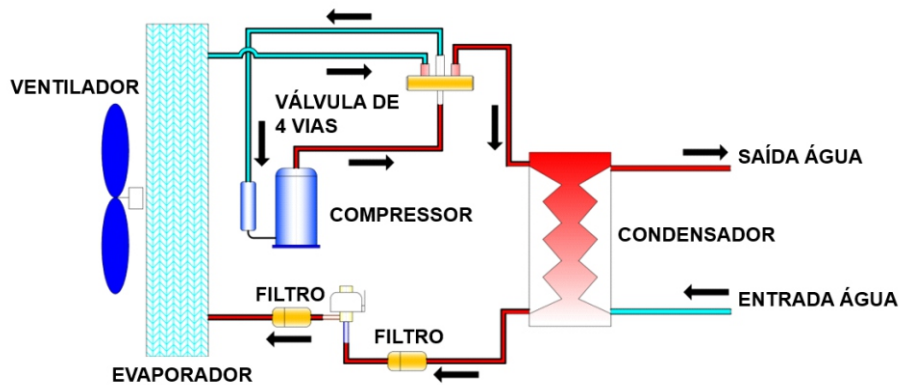 VENTILADOR
VÁLVULA DE
4 VIAS
COMPRESSOR
SAÍDA ÁGUA
CONDENSADOR
ENTRADA ÁGUA
FILTRO
FILTRO
EVAPORADOR